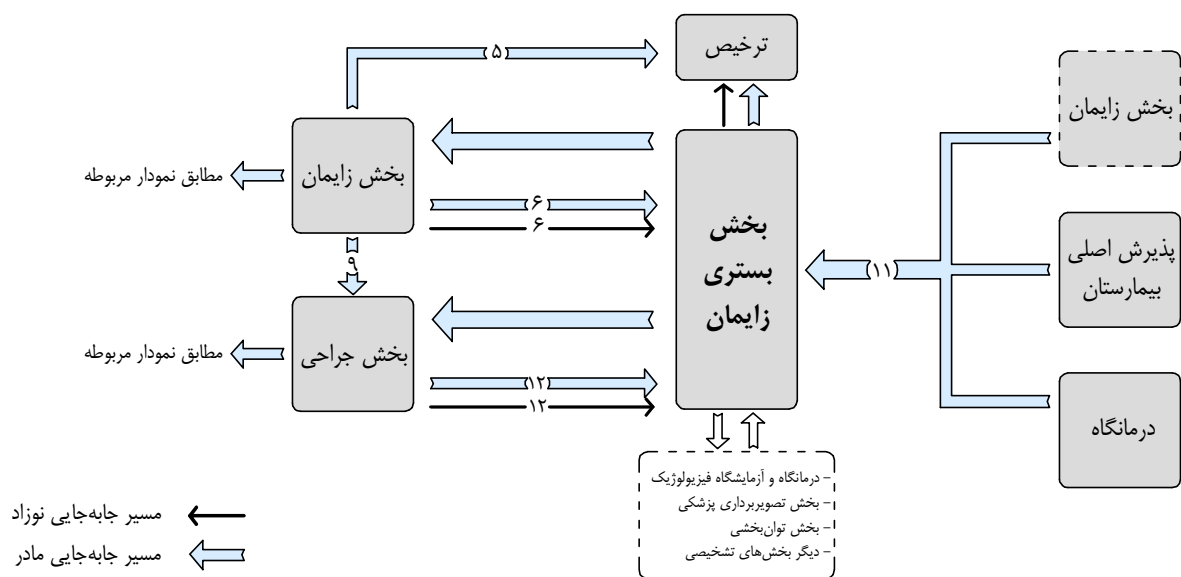 ترخیص
۵
بخش زایمان
بخش زایمان
مطابق نمودار مربوطه
۶
۶
بخش
بستری
زایمان
پذیرش اصلی
بیمارستان
۱۱
۹
بخش جراحی
مطابق نمودار مربوطه
۱۲
۱۲
درمانگاه
- درمانگاه و آزمایشگاه فیزیولوژیک
- بخش تصویربرداری پزشکی
- بخش توان‌بخشی
- دیگر بخش‌های تشخیصی
مسیر جابه‌جایی نوزاد
مسیر جابه‌جایی مادر